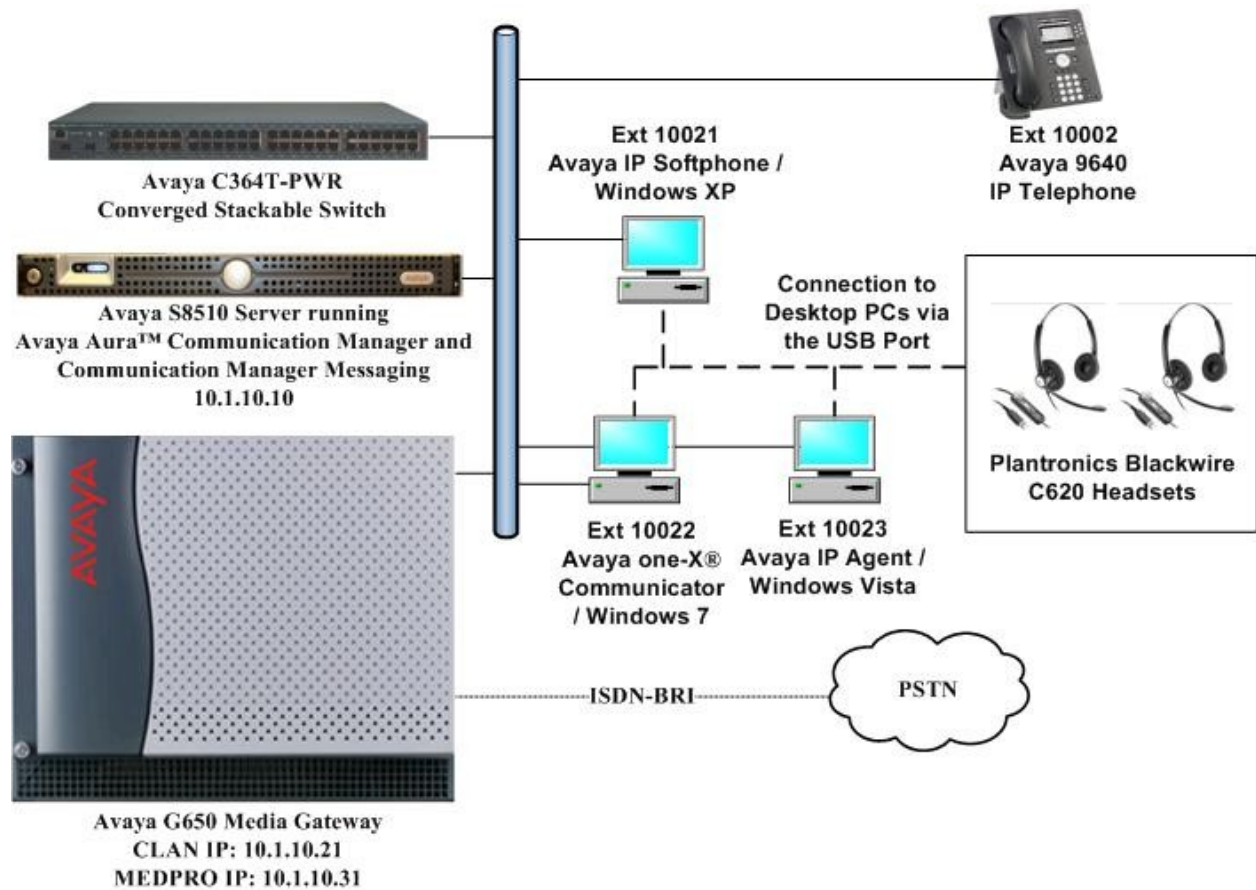 Avaya C364T-PWR
Converged Stackable Switch
Avaya S8510 Server running
Avaya Aura™ Communication Manager and
Communication Manager Messaging
10.1.10.10
AVAYA
Avaya G650 Media Gateway
CLAN IP: 10.1.10.21
MEDPRO IP: 10.1.10.31
Ext 10002
Avaya 9640
IP Telephone
Ext 10021
Avaya IP Softphone /
Windows XP
Connection to
Desktop PCs via
the USB Port
Plantronics Blackwire
C620 Headsets
Ext 10022
Avaya one-X®
Communicator
/ Windows 7
Ext 10023
Avaya IP Agent /
Windows Vista
ISDN-BRI
PSTN